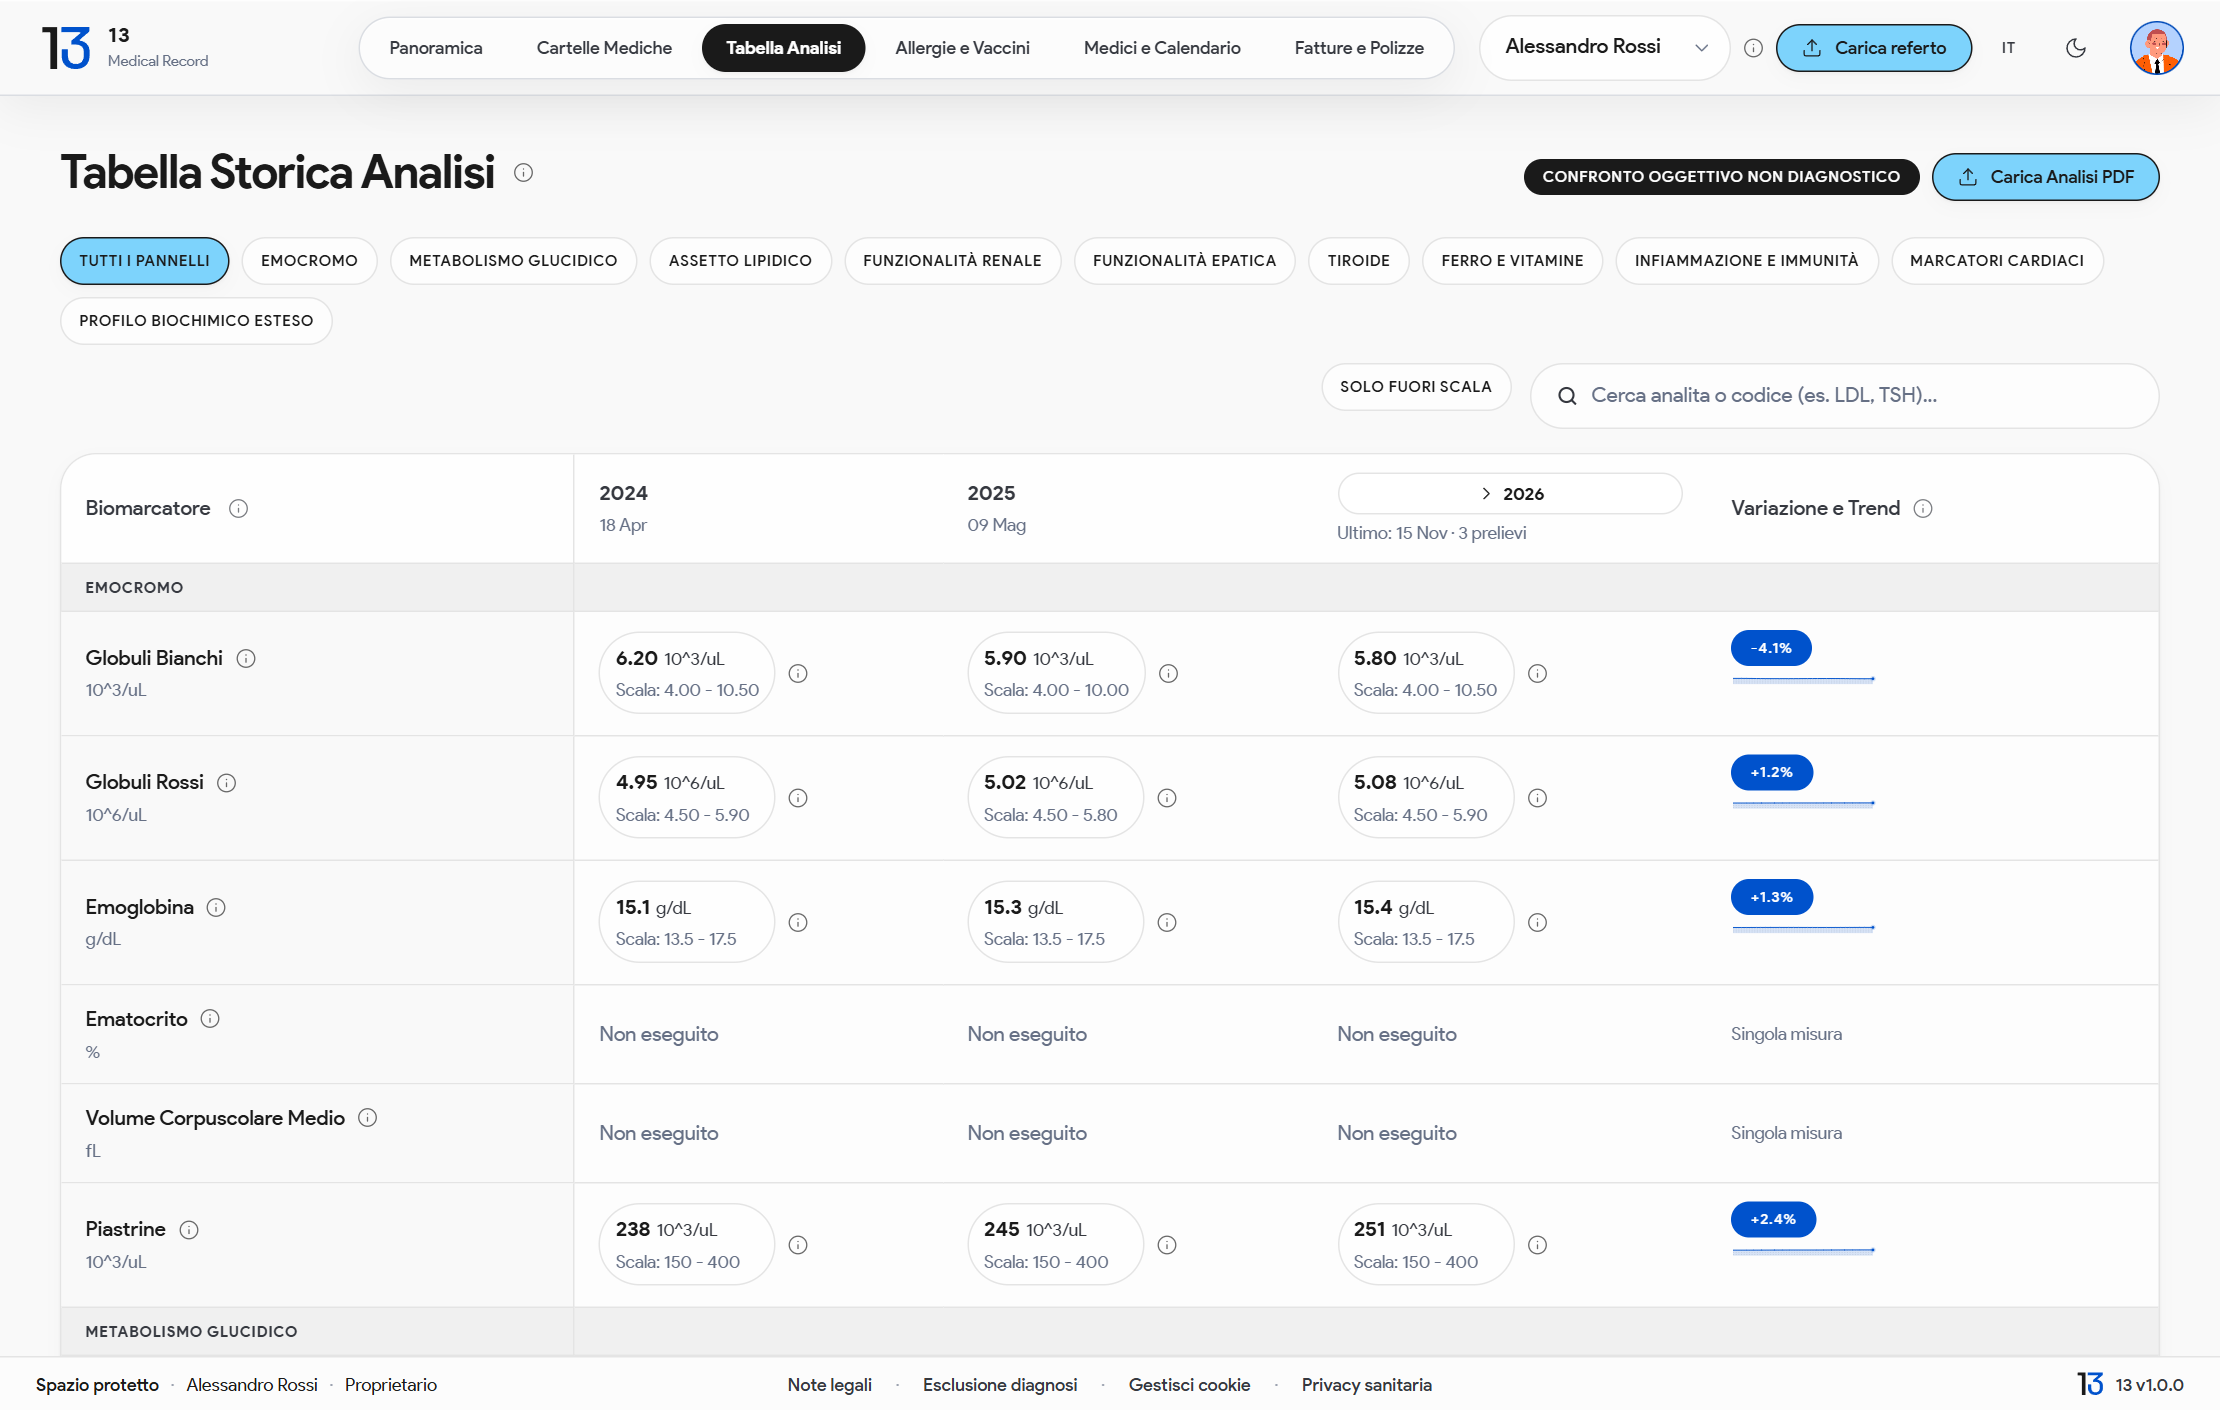 13
13
Medical Record
Panoramica
Cartelle Mediche
Tabella Analisi
Allergie e Vaccini
Medici e Calendario
Fatture e Polizze
Alessandro Rossi
Carica referto
IT
Tabella Storica Analisi
CONFRONTO OGGETTIVO NON DIAGNOSTICO
Carica Analisi PDF
TUTTI I PANNELLI
EMOCROMO
METABOLISMO GLUCIDICO
ASSETTO LIPIDICO
FUNZIONALITÀ RENALE
FUNZIONALITÀ EPATICA
TIROIDE
FERRO E VITAMINE
INFIAMMAZIONE E IMMUNITÀ
MARCATORI CARDIACI
PROFILO BIOCHIMICO ESTESO
SOLO FUORI SCALA
Cerca analita o codice (es. LDL, TSH)...
Biomarcatore
2024
18 Apr
2025
09 Mag
2026
Ultimo: 15 Nov · 3 prelievi
Variazione e Trend
EMOCROMO
Globuli Bianchi
10^3/uL
6.20 10^3/uL
Scala: 4.00 - 10.50
5.90 10^3/uL
Scala: 4.00 - 10.00
5.80 10^3/uL
Scala: 4.00 - 10.50
-4.1%
Globuli Rossi
10^6/uL
4.95 10^6/uL
Scala: 4.50 - 5.90
5.02 10^6/uL
Scala: 4.50 - 5.80
5.08 10^6/uL
Scala: 4.50 - 5.90
+1.2%
Emoglobina
g/dL
15.1 g/dL
Scala: 13.5 - 17.5
15.3 g/dL
Scala: 13.5 - 17.5
15.4 g/dL
Scala: 13.5 - 17.5
+1.3%
Ematocrito
%
Non eseguito
Non eseguito
Non eseguito
Singola misura
Volume Corpuscolare Medio
fL
Non eseguito
Non eseguito
Non eseguito
Singola misura
Piastrine
10^3/uL
238 10^3/uL
Scala: 150 - 400
245 10^3/uL
Scala: 150 - 400
251 10^3/uL
Scala: 150 - 400
+2.4%
METABOLISMO GLUCIDICO
Spazio protetto · Alessandro Rossi · Proprietario
Note legali · Esclusione diagnosi · Gestisci cookie · Privacy sanitaria
13 13 v1.0.0